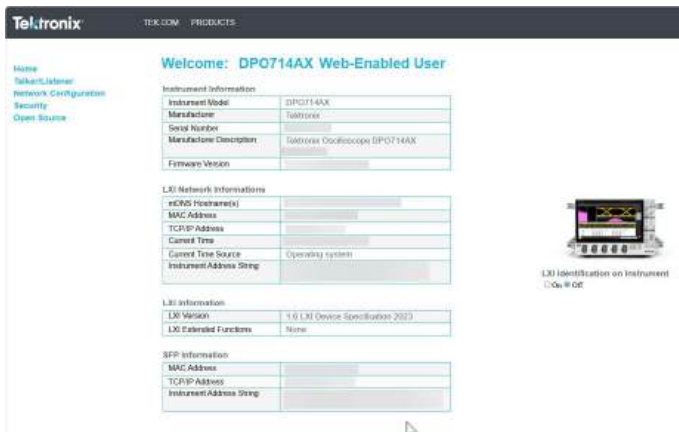 Tektronix
TEK.COM PRODUCTS
Home
Talker/Listener
Network Configuration
Security
Open Source
Welcome: DPO714AX Web-Enabled User
Instrument Information
Instrument Model DPO714AX
Manufacturer Tektronix
Serial Number
Manufacturer Description Tektronix Oscilloscope DPO714AX
Firmware Version
LXI Network Informations
mDNS Hostname(s)
MAC Address
TCP/IP Address
Current Time
Current Time Source Operating system
Instrument Address String
LXI Identification on Instrument
On Off
LXI Information
LXI Version 1.6 LXI Device Specification 2023
LXI Extended Functions None
SFP Information
MAC Address
TCP/IP Address
Instrument Address String